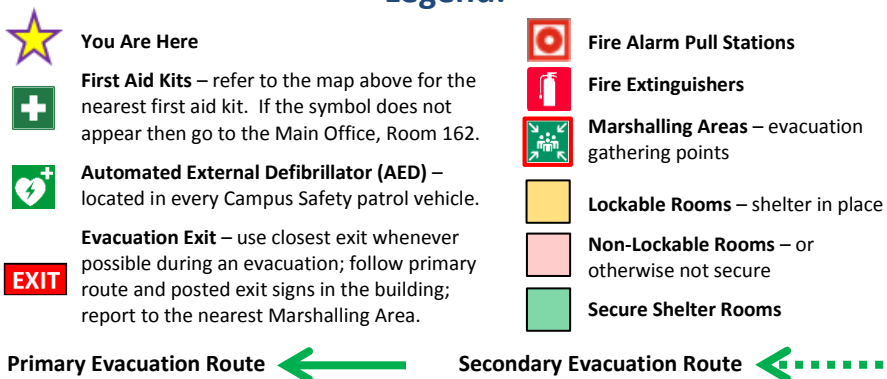 Legend:
You Are Here
First Aid Kits – refer to the map above for the
nearest first aid kit.  If the symbol does not
appear then go to the Main Office, Room 162.
Automated External Defibrillator (AED) –
located in every Campus Safety patrol vehicle.
EXIT
Evacuation Exit – use closest exit whenever
possible during an evacuation; follow primary
route and posted exit signs in the building;
report to the nearest Marshalling Area.
Fire Alarm Pull Stations
Fire Extinguishers
Marshalling Areas – evacuation
gathering points
Lockable Rooms – shelter in place
Non-Lockable Rooms – or
otherwise not secure
Secure Shelter Rooms
Primary Evacuation Route
Secondary Evacuation Route